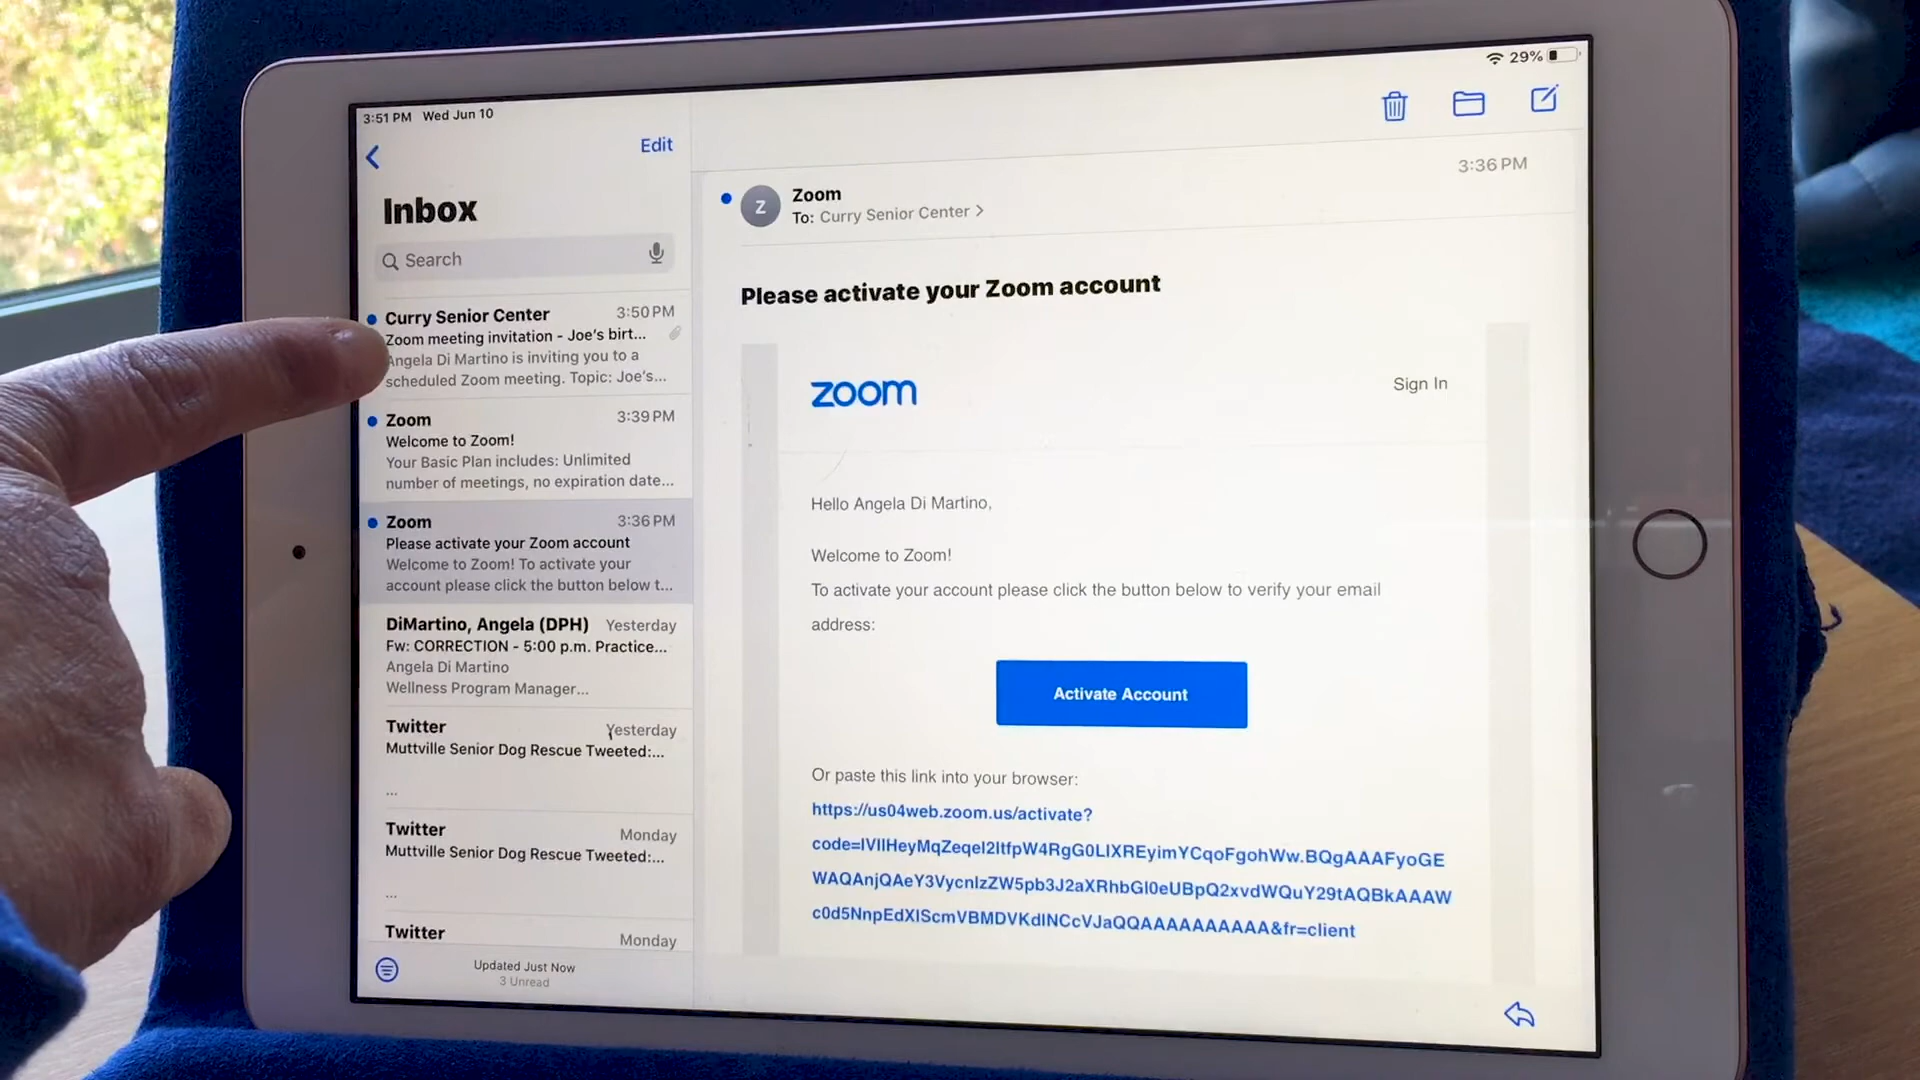 3:51 PM Wed Jun 10
29%
Edit
Inbox
Search
Curry Senior Center 3:50 PM
Zoom meeting invitation - Joe's birt...
Angela Di Martino is inviting you to a
scheduled Zoom meeting. Topic: Joe's...
Zoom 3:39 PM
Welcome to Zoom!
Your Basic Plan includes: Unlimited
number of meetings, no expiration date...
Zoom 3:36 PM
Please activate your Zoom account
Welcome to Zoom! To activate your
account please click the button below t...
DiMartino, Angela (DPH) Yesterday
Fw: CORRECTION - 5:00 p.m. Practice...
Angela Di Martino
Wellness Program Manager...
Twitter Yesterday
Muttville Senior Dog Rescue Tweeted:...
...
Twitter Monday
Muttville Senior Dog Rescue Tweeted:...
...
Twitter Monday
Updated Just Now
3 Unread
3:36 PM
Z
Zoom
To: Curry Senior Center >
Please activate your Zoom account
zoom
Sign In
Hello Angela Di Martino,
Welcome to Zoom!
To activate your account please click the button below to verify your email
address:
Activate Account
Or paste this link into your browser:
https://us04web.zoom.us/activate?
code=IVIIHeyMqZeqeI2ItfpW4RgG0LIXREyimYCqoFgohWw.BQgAAAFyoGE
WAQAnjQAeY3VycnIzZW5pb3J2aXRhbGl0eUBpQ2xvdWQuY29tAQBkAAAW
c0d5NnpEdXIScmVBMDVKdINCcVJaQQAAAAAAAAAA&fr=client